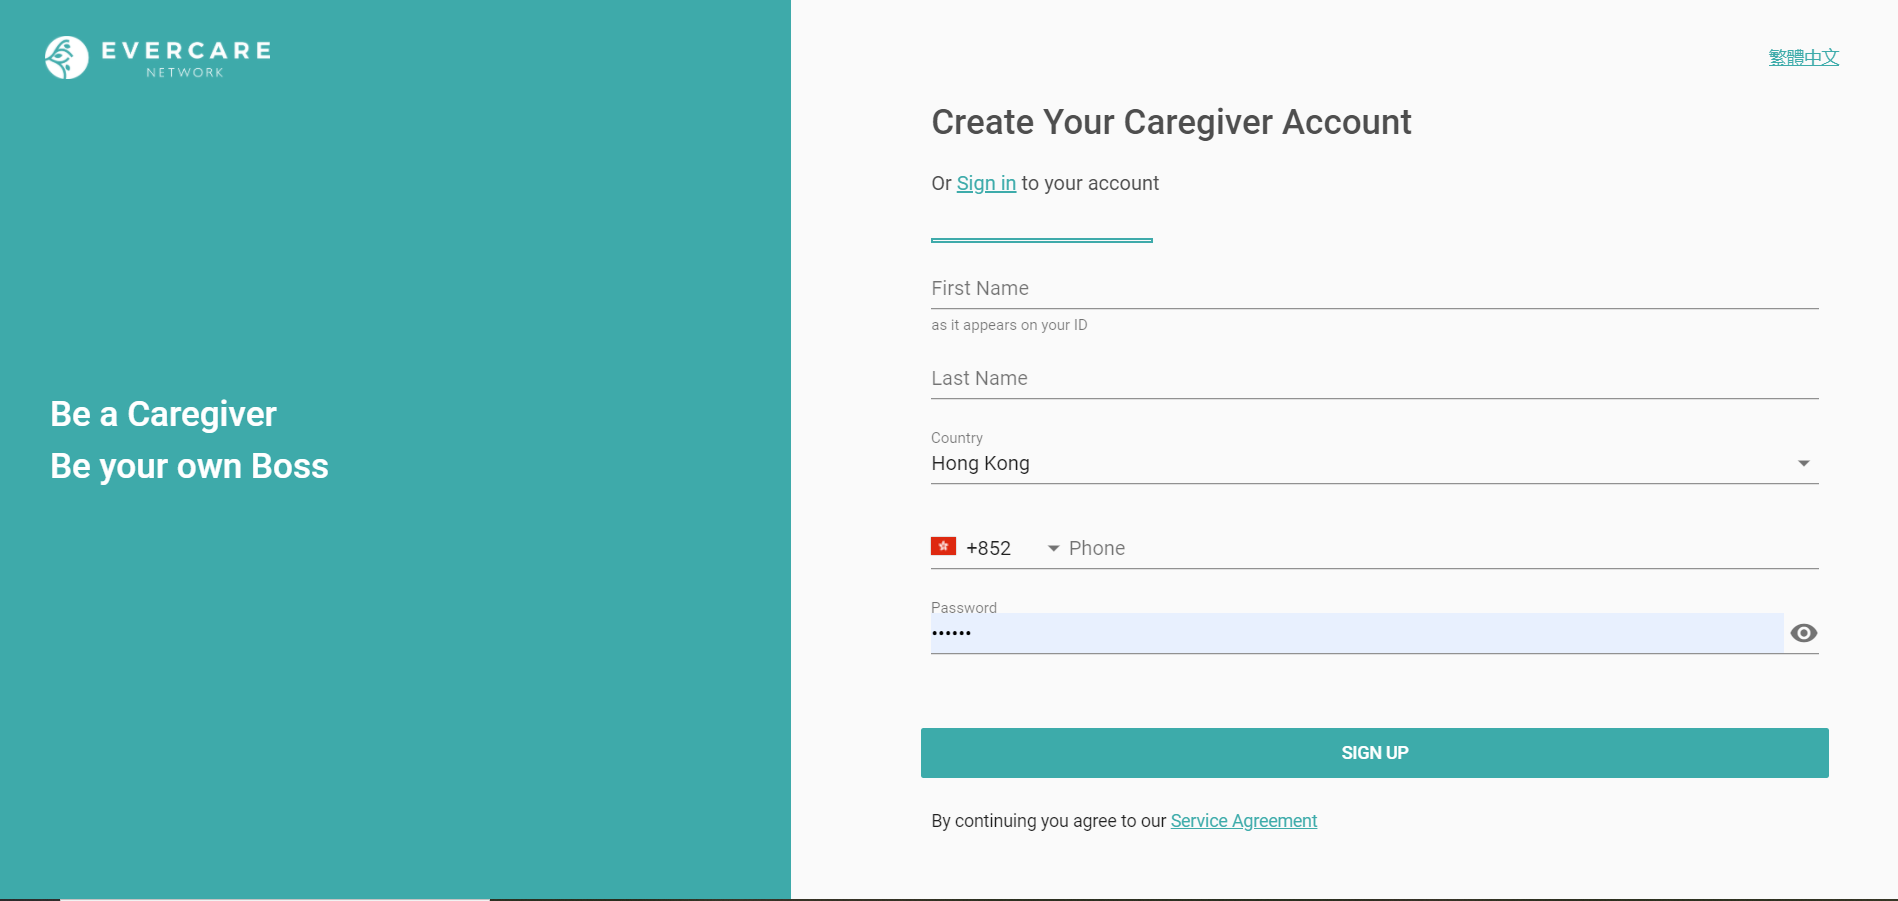 EVERCARE
NETWORK
繁體中文
Be a Caregiver
Be your own Boss
Create Your Caregiver Account
Or Sign in to your account
First Name
as it appears on your ID
Last Name
Country
Hong Kong
+852 Phone
Password
••••••
SIGN UP
By continuing you agree to our Service Agreement